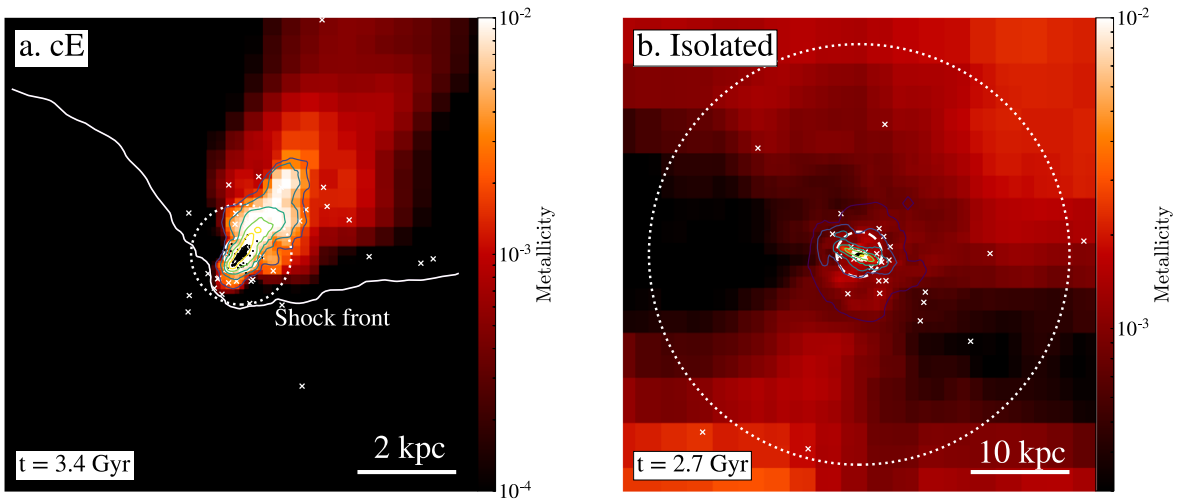 a. cE
Shock front
t = 3.4 Gyr
2 kpc
10⁻²
10⁻³
10⁻⁴
Metallicity
b. Isolated
t = 2.7 Gyr
10 kpc
10⁻²
10⁻³
Metallicity